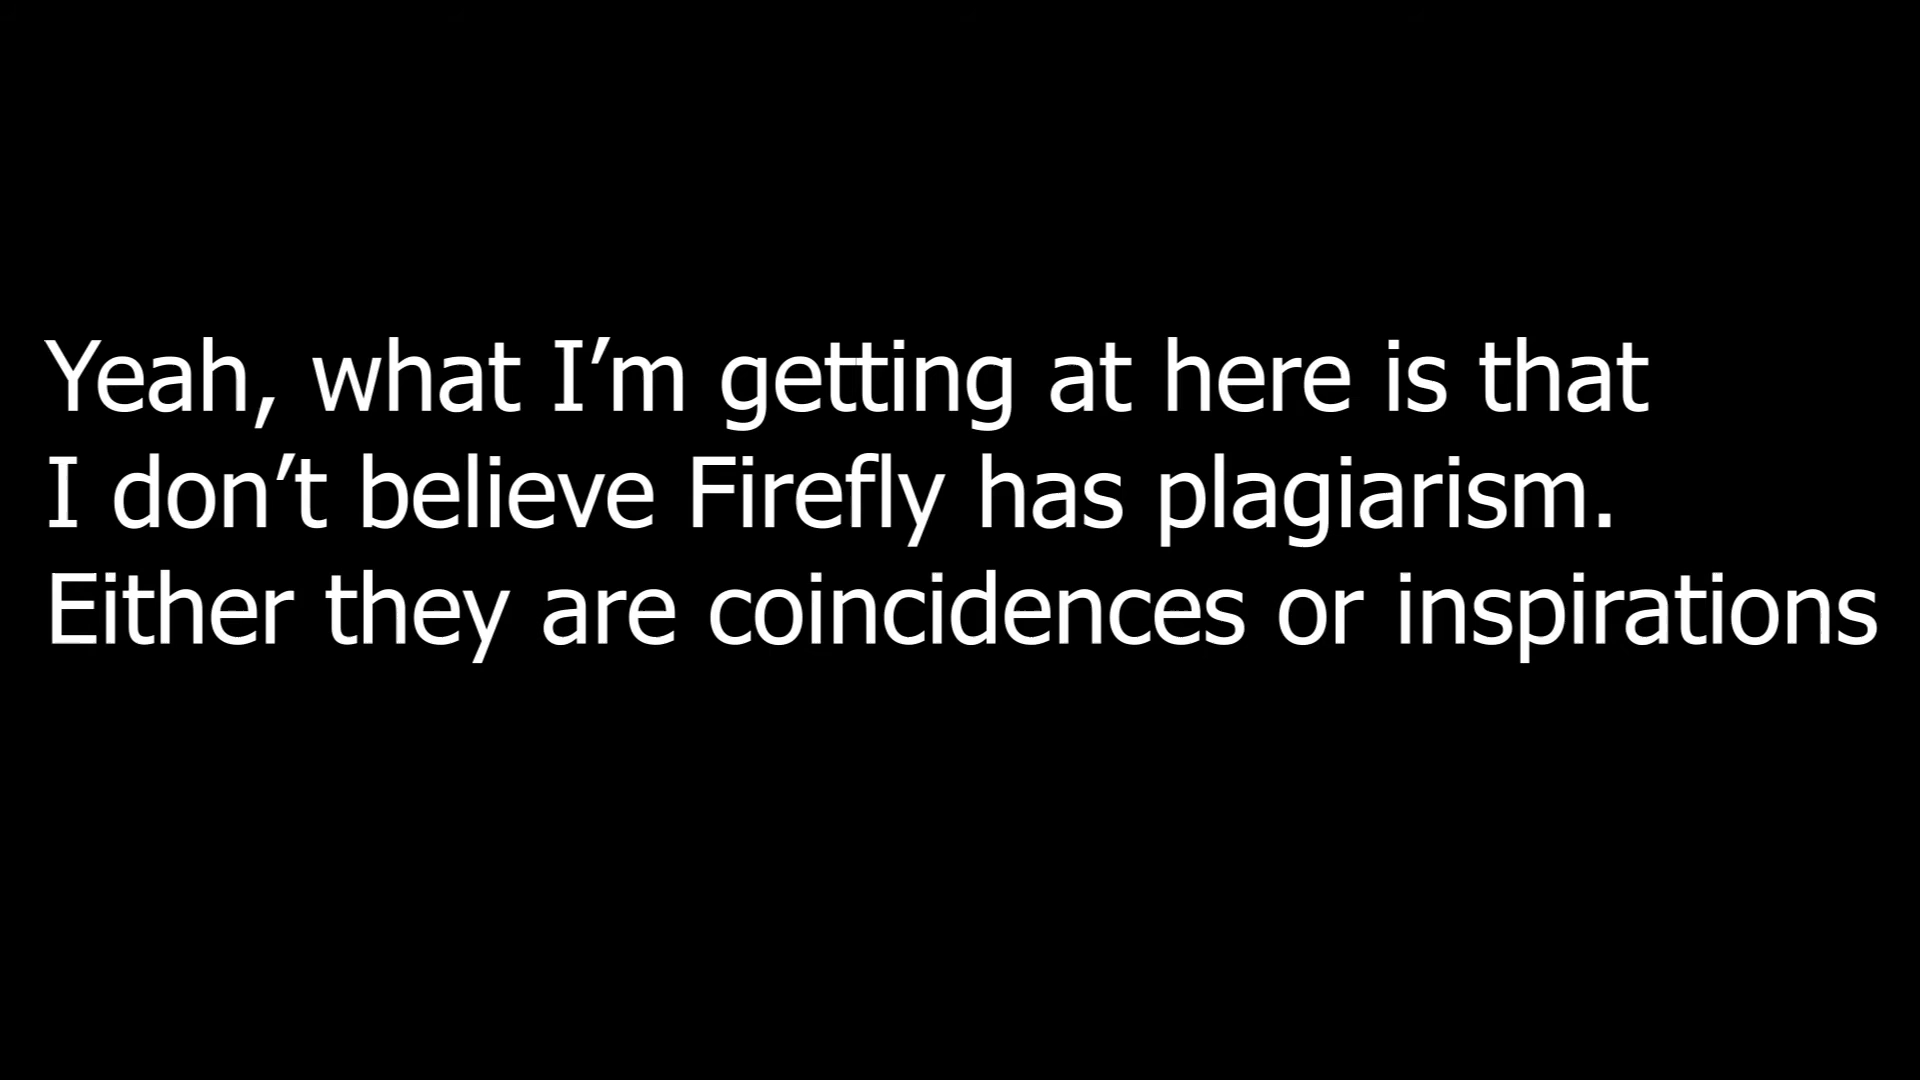 Yeah, what I’m getting at here is that
I don’t believe Firefly has plagiarism.
Either they are coincidences or inspirations